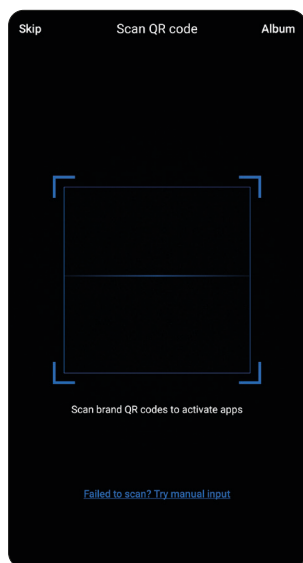 Skip Scan QR code Album
Scan brand QR codes to activate apps
Failed to scan? Try manual input